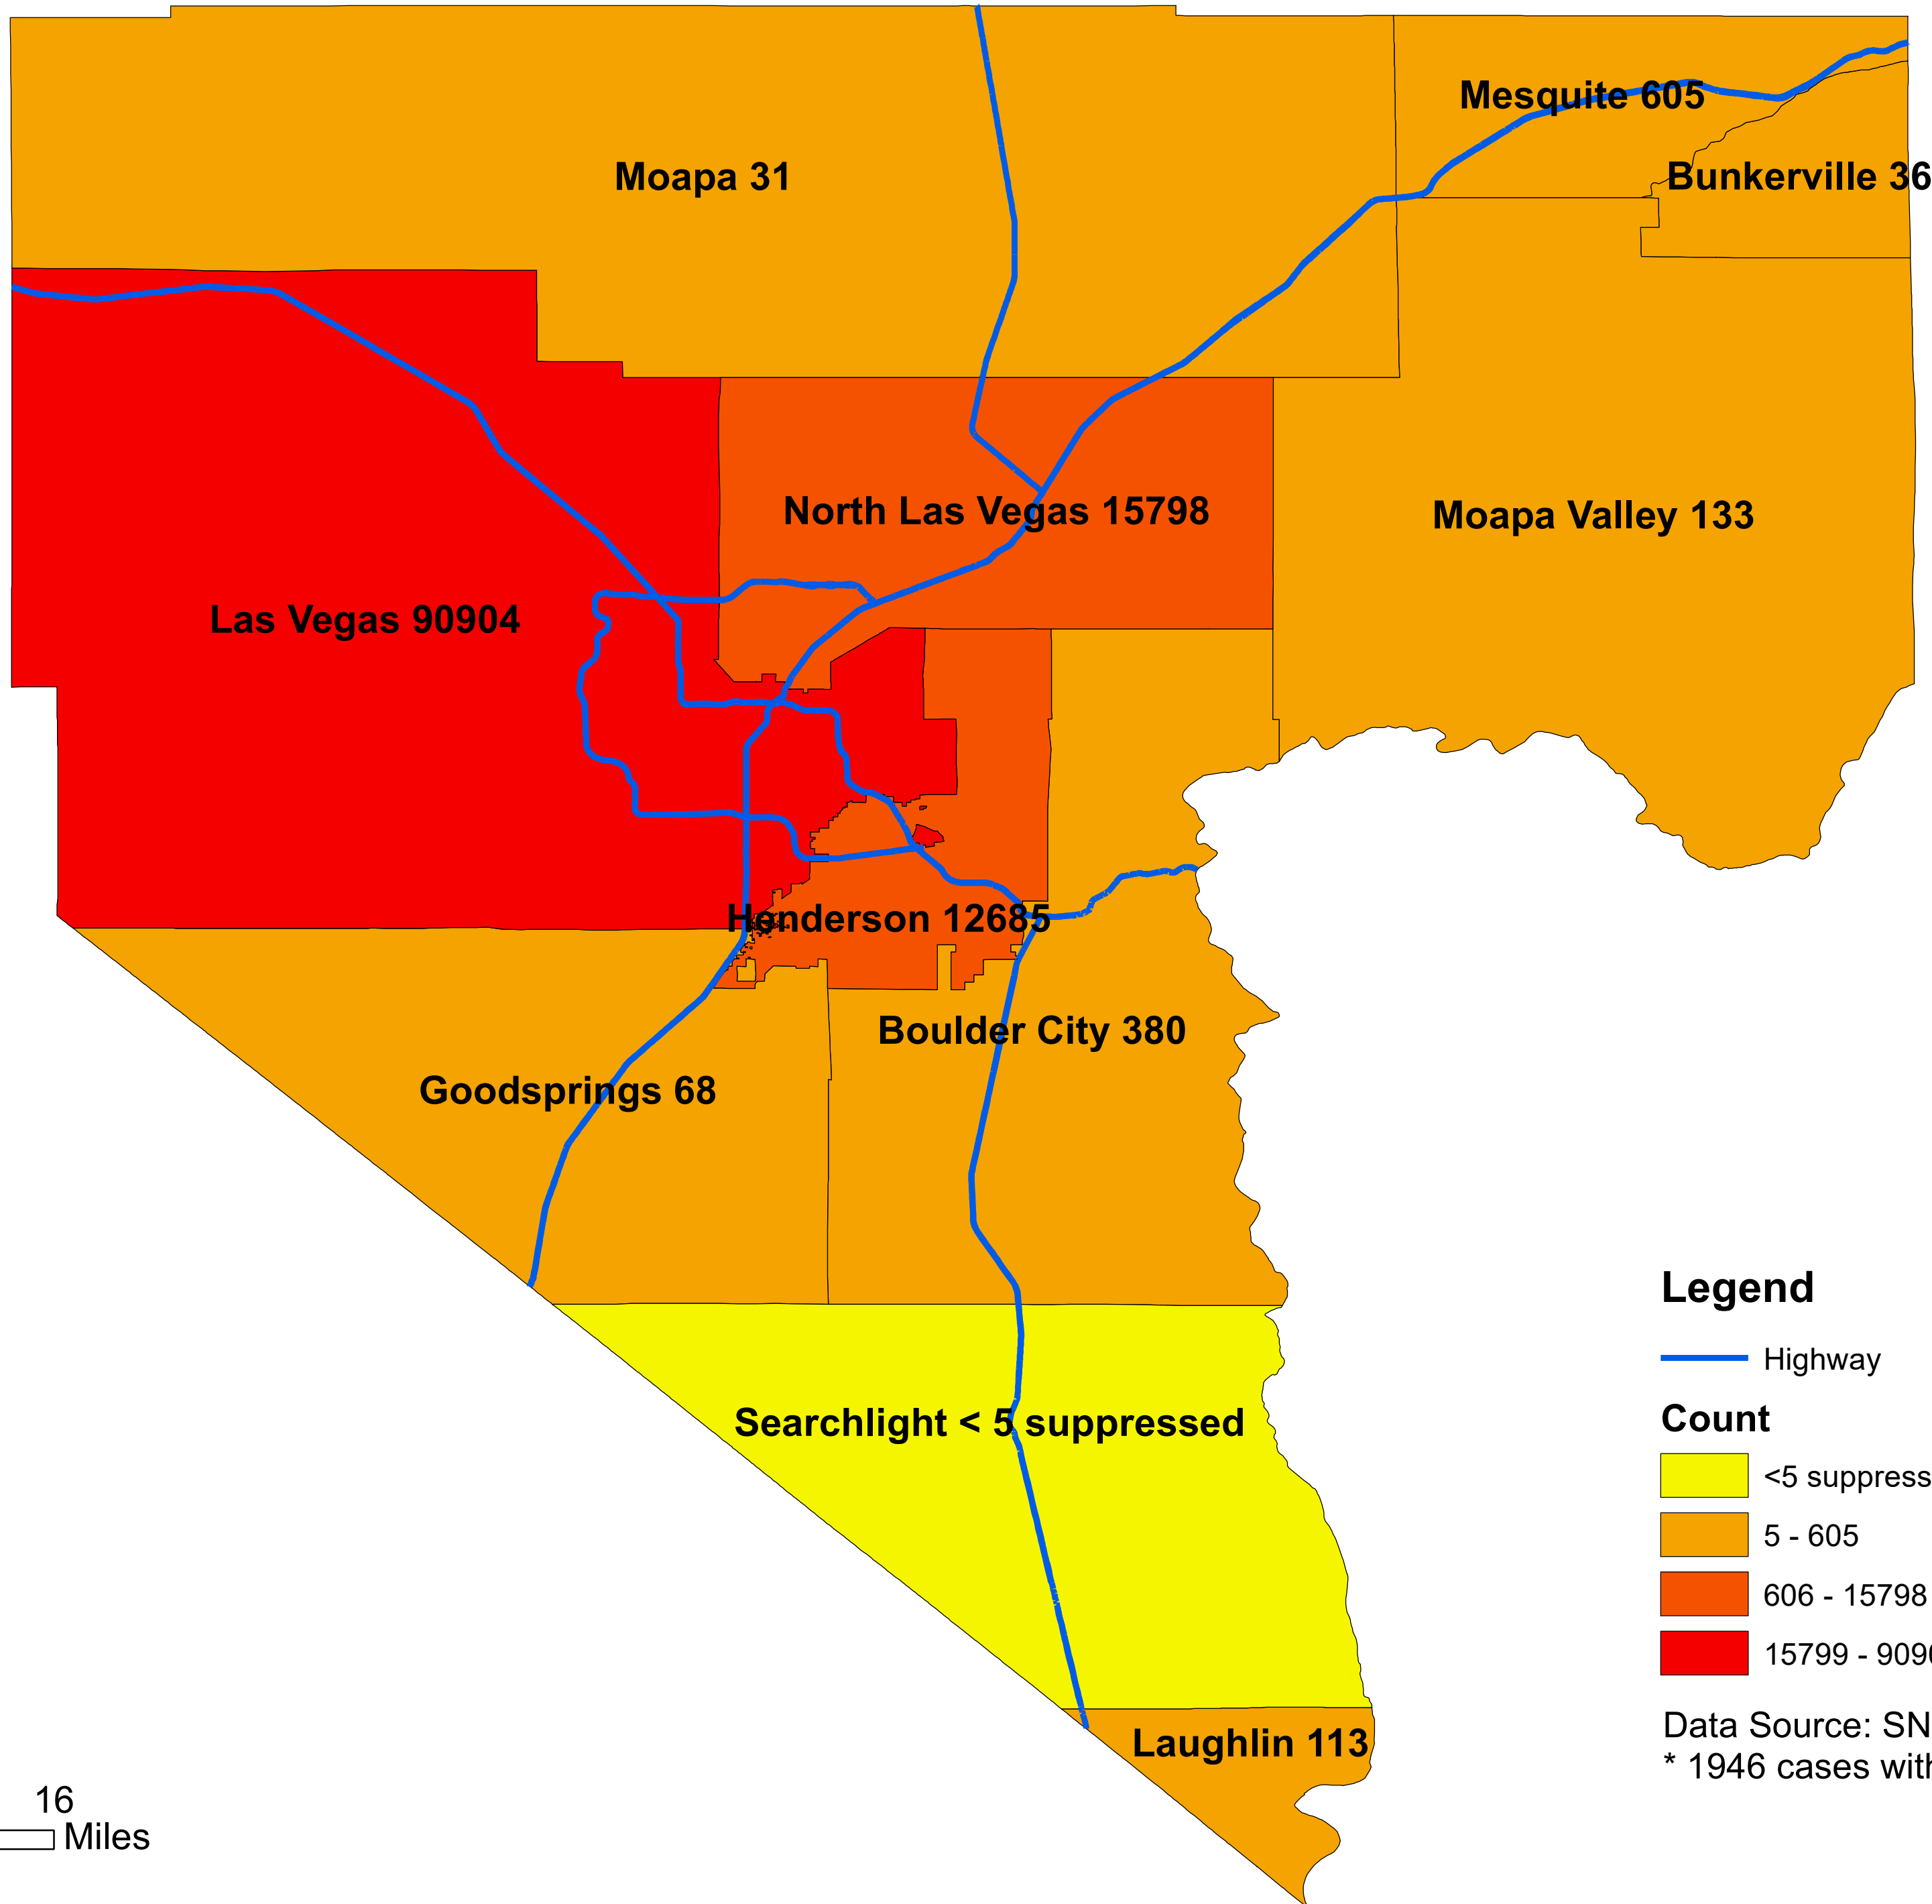 Mesquite 605
Moapa 31
Bunkerville 36
North Las Vegas 15798
Moapa Valley 133
Las Vegas 90904
Henderson 12685
Boulder City 380
Goodsprings 68
Searchlight < 5 suppressed
Laughlin 113
Legend
Highway
Count
<5 suppress
5 - 605
606 - 15798
15799 - 909
Data Source: SN
* 1946 cases with
16
Miles